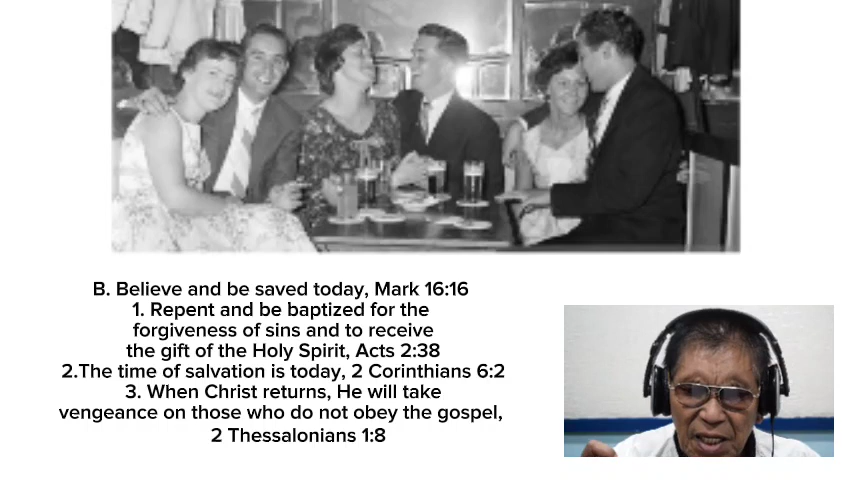 B. Believe and be saved today, Mark 16:16
1. Repent and be baptized for the
forgiveness of sins and to receive
the gift of the Holy Spirit, Acts 2:38
2.The time of salvation is today, 2 Corinthians 6:2
3. When Christ returns, He will take
vengeance on those who do not obey the gospel,
2 Thessalonians 1:8